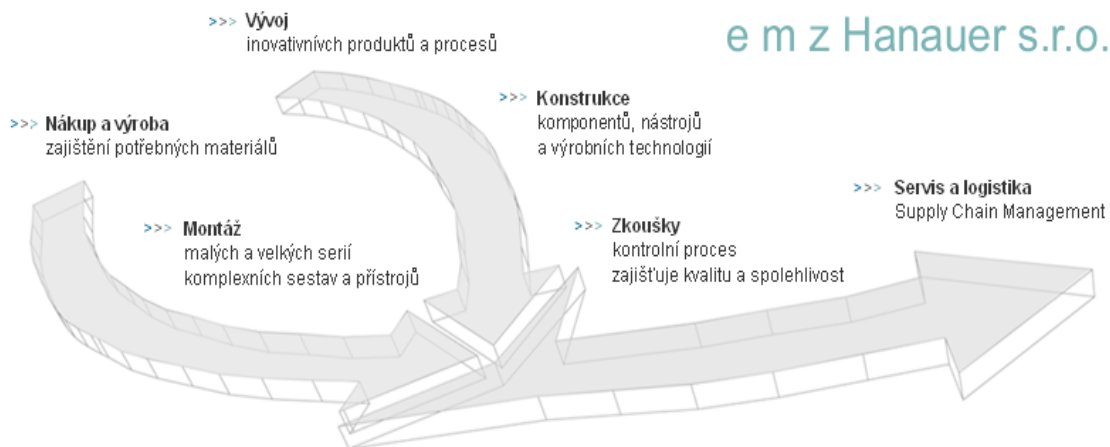 >>> Vývoj
inovativních produktů a procesů
e m z Hanauer s.r.o.
>>> Konstrukce
komponentů, nástrojů
a výrobních technologií
>>> Nákup a výroba
zajištění potřebných materiálů
>>> Servis a logistika
Supply Chain Management
>>> Montáž
malých a velkých serií
komplexních sestav a přístrojů
>>> Zkoušky
kontrolní proces
zajišťuje kvalitu a spolehlivost